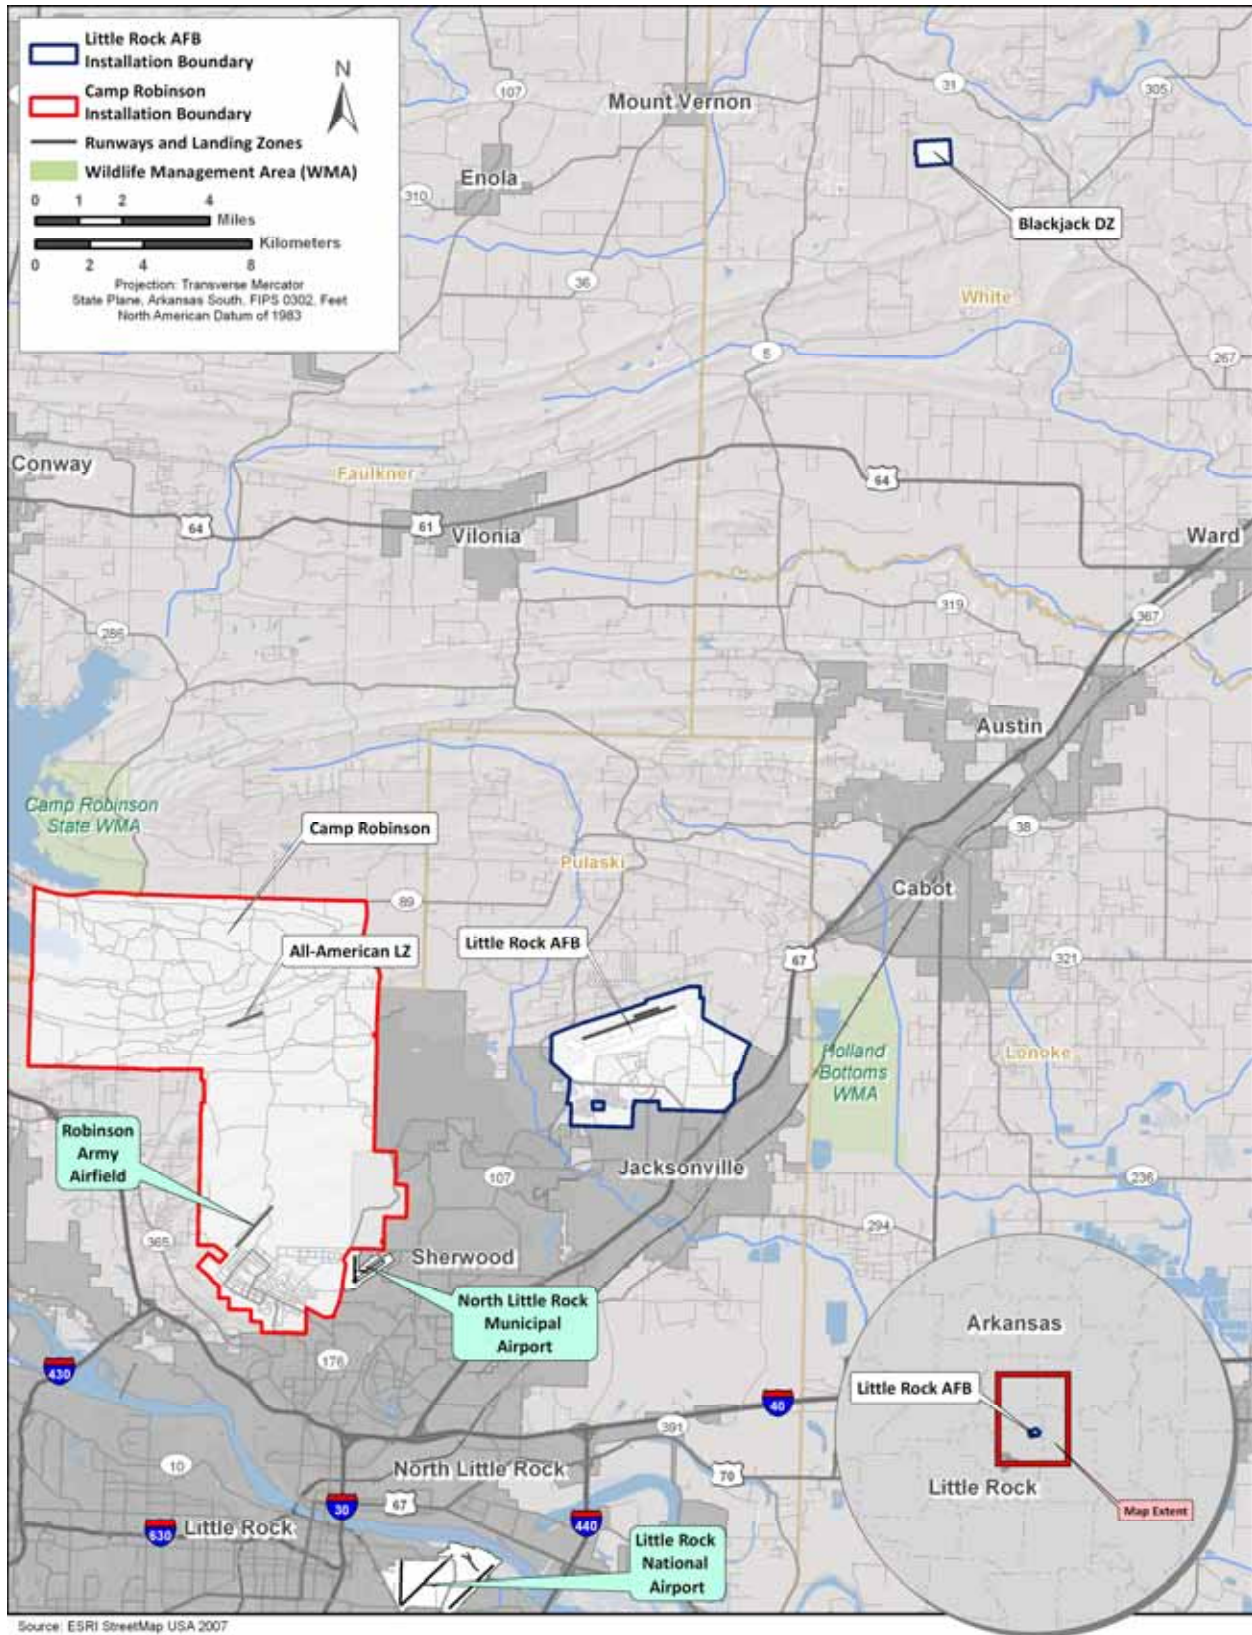 Little Rock AFB
Installation Boundary
Camp Robinson
Installation Boundary
Runways and Landing Zones
Wildlife Management Area (WMA)
N
0 1 2 4
Miles
Kilometers
0 2 4 8
Projection: Transverse Mercator
State Plane, Arkansas South, FIPS 0302, Feet
North American Datum of 1983
107
Mount Vernon
31
305
Enola
310
Blackjack DZ
36
White
5
267
Conway
Faulkner
64
64
61
Vilonia
Ward
319
367
286
Austin
Camp Robinson
State WMA
Camp Robinson
38
Pulaski
Cabot
89
All-American LZ
Little Rock AFB
67
321
Holland
Bottoms
WMA
Lonoke
Robinson
Army
Airfield
Jacksonville
107
236
294
365
Sherwood
North Little Rock
Municipal
Airport
176
430
Arkansas
Little Rock AFB
40
391
North Little Rock
70
10
Little Rock
Map Extent
30
67
630
Little Rock
440
Little Rock
National
Airport
Source: ESRI StreetMap USA 2007